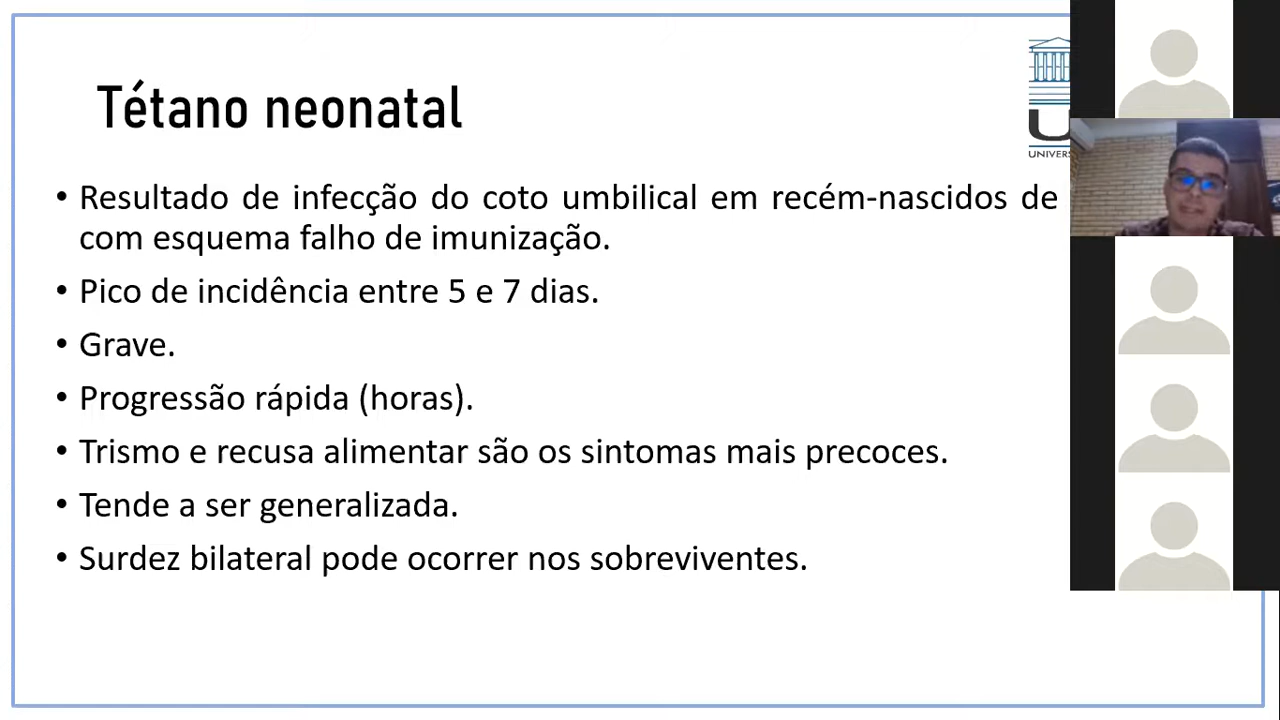 Tétano neonatal
U
UNIVERS
• Resultado de infecção do coto umbilical em recém-nascidos de
com esquema falho de imunização.
• Pico de incidência entre 5 e 7 dias.
• Grave.
• Progressão rápida (horas).
• Trismo e recusa alimentar são os sintomas mais precoces.
• Tende a ser generalizada.
• Surdez bilateral pode ocorrer nos sobreviventes.